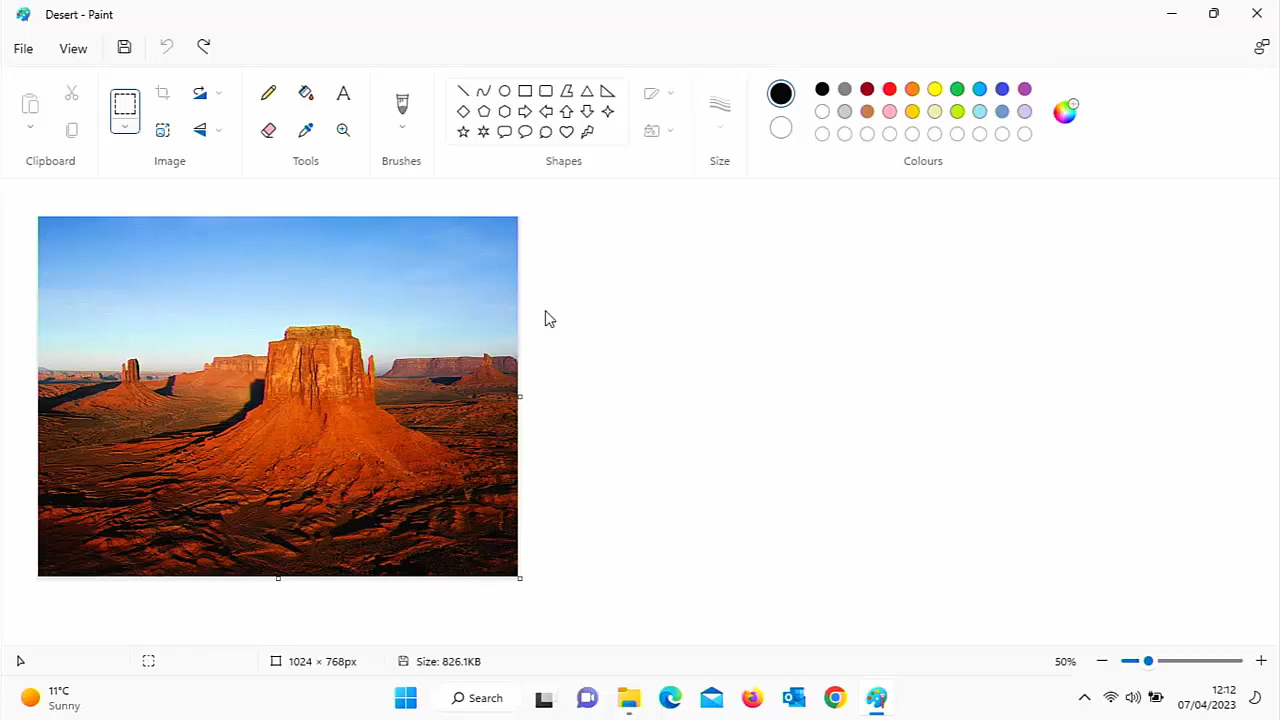 Desert - Paint
File View
Clipboard Image Tools Brushes Shapes Size Colours
1024 × 768px Size: 826.1KB 50%
11°C
Sunny
Search
12:12
07/04/2023